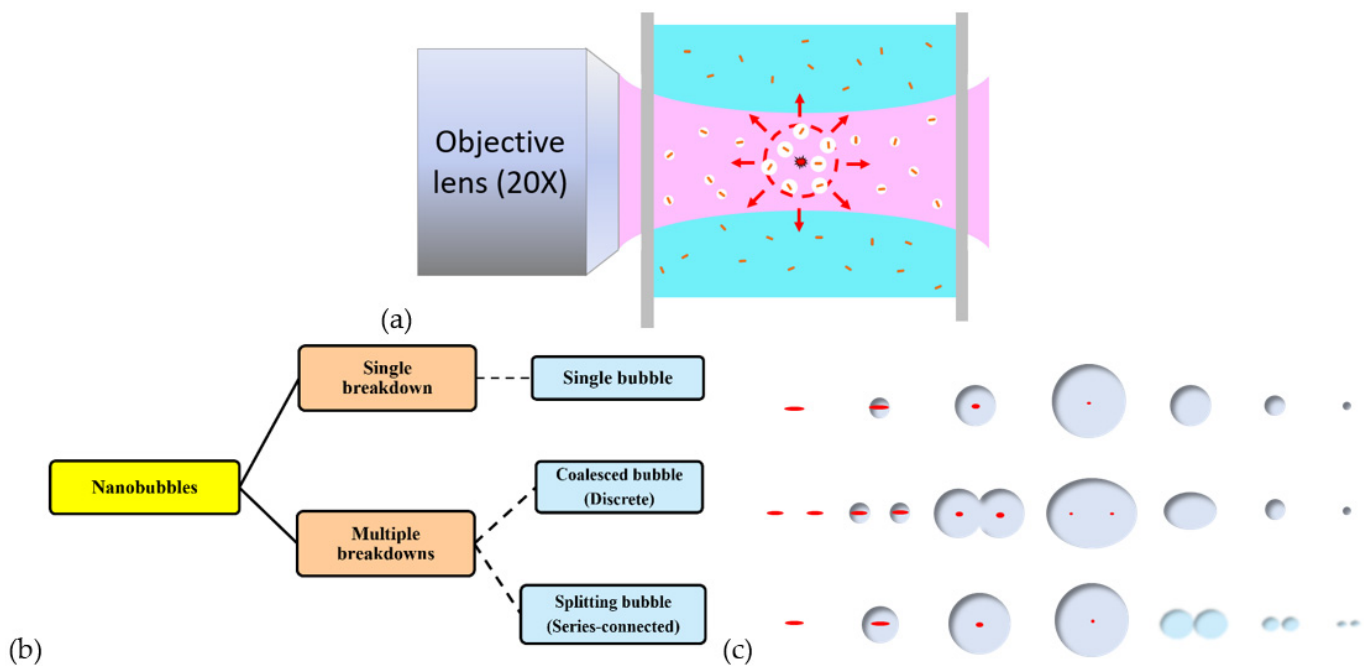 Objective
lens (20X)
(a)
Single
breakdown
Single bubble
Nanobubbles
Coalesced bubble
(Discrete)
Multiple
breakdowns
Splitting bubble
(Series-connected)
(b)
(c)